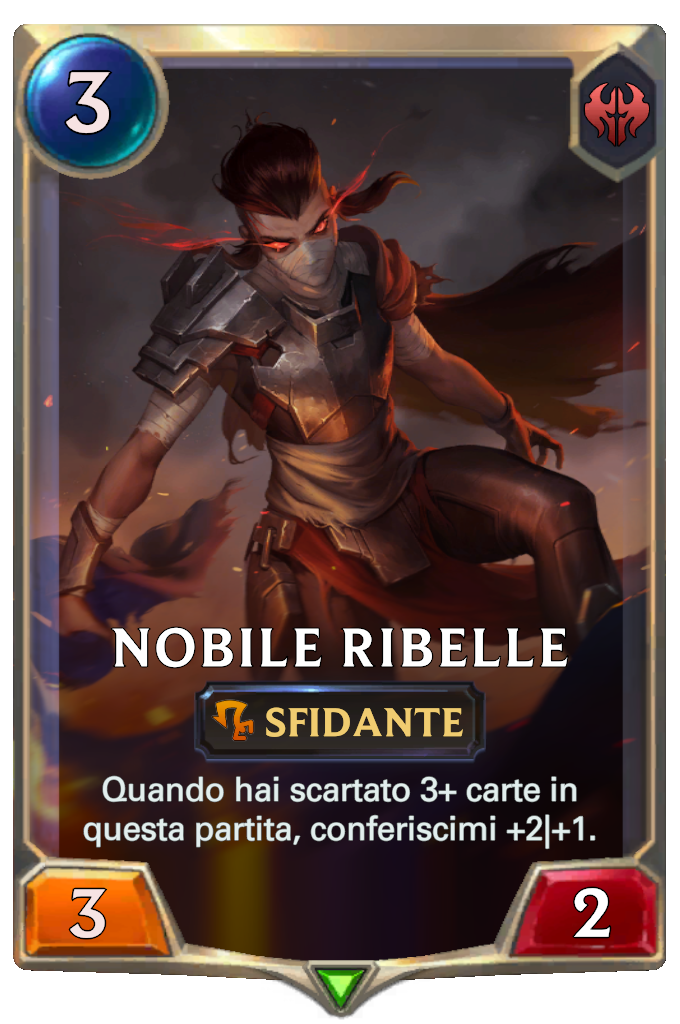 3
NOBILE RIBELLE
SFIDANTE
Quando hai scartato 3+ carte in
questa partita, conferiscimi +2|+1.
3
2